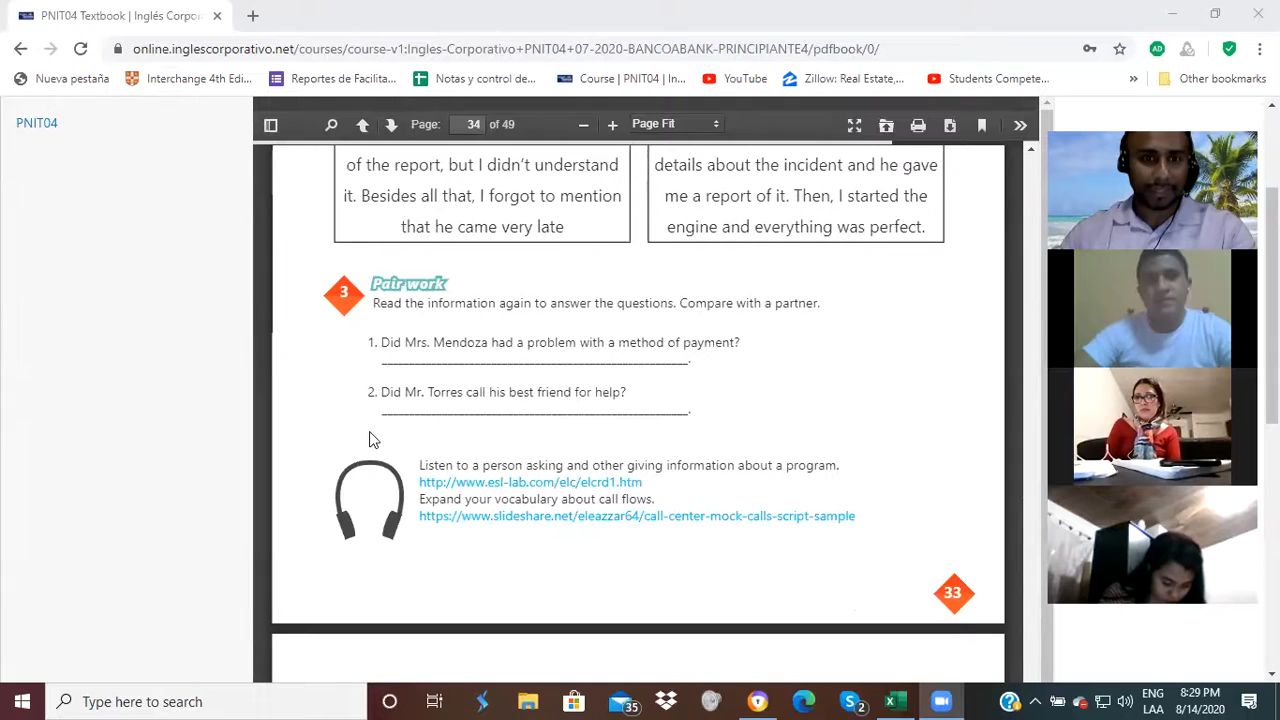 PNIT04 Textbook | Inglés Corpor
online.inglescorporativo.net/courses/course-v1:Ingles-Corporativo+PNIT04+07-2020-BANCOABANK-PRINCIPIANTE4/pdfbook/0/
Nueva pestaña
Interchange 4th Edi...
Reportes de Facilita...
Notas y control de...
Course | PNIT04 | In...
YouTube
Zillow: Real Estate,...
Students Compete...
Other bookmarks
PNIT04
Page: 34 of 49
Page Fit
of the report, but I didn't understand
it. Besides all that, I forgot to mention
that he came very late
details about the incident and he gave
me a report of it. Then, I started the
engine and everything was perfect.
3
Pair work
Read the information again to answer the questions. Compare with a partner.
1. Did Mrs. Mendoza had a problem with a method of payment?
2. Did Mr. Torres call his best friend for help?
Listen to a person asking and other giving information about a program.
http://www.esl-lab.com/elc/elcrd1.htm
Expand your vocabulary about call flows.
https://www.slideshare.net/eleazzar64/call-center-mock-calls-script-sample
33
Type here to search
35
2
ENG
LAA
8:29 PM
8/14/2020